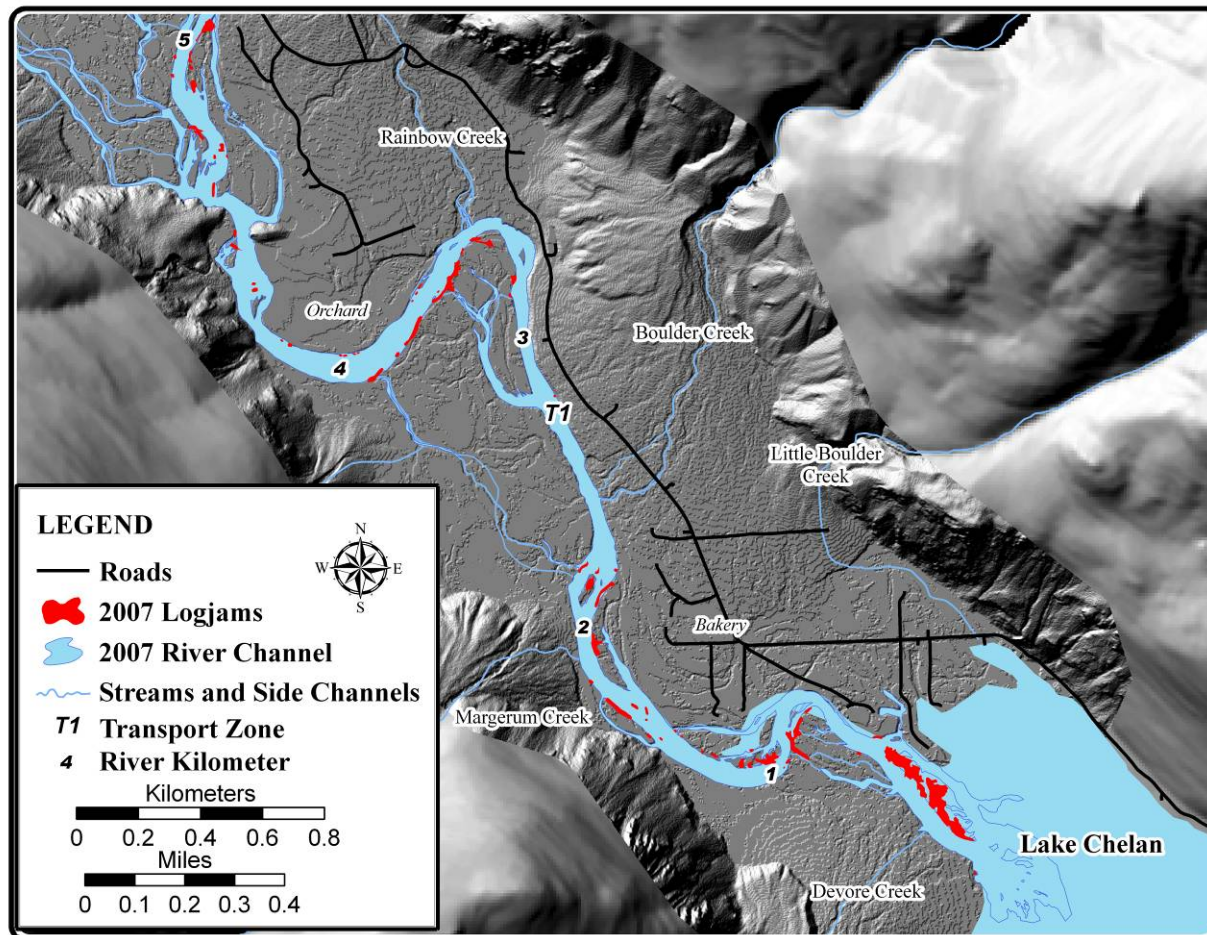 5
Rainbow Creek
Orchard
3
Boulder Creek
4
T1
Little Boulder
Creek
2
Bakery
Margerum Creek
1
Lake Chelan
Devore Creek
LEGEND
N
W E
S
Roads
2007 Logjams
2007 River Channel
Streams and Side Channels
T1 Transport Zone
4 River Kilometer
Kilometers
0 0.2 0.4 0.6 0.8
Miles
0 0.1 0.2 0.3 0.4